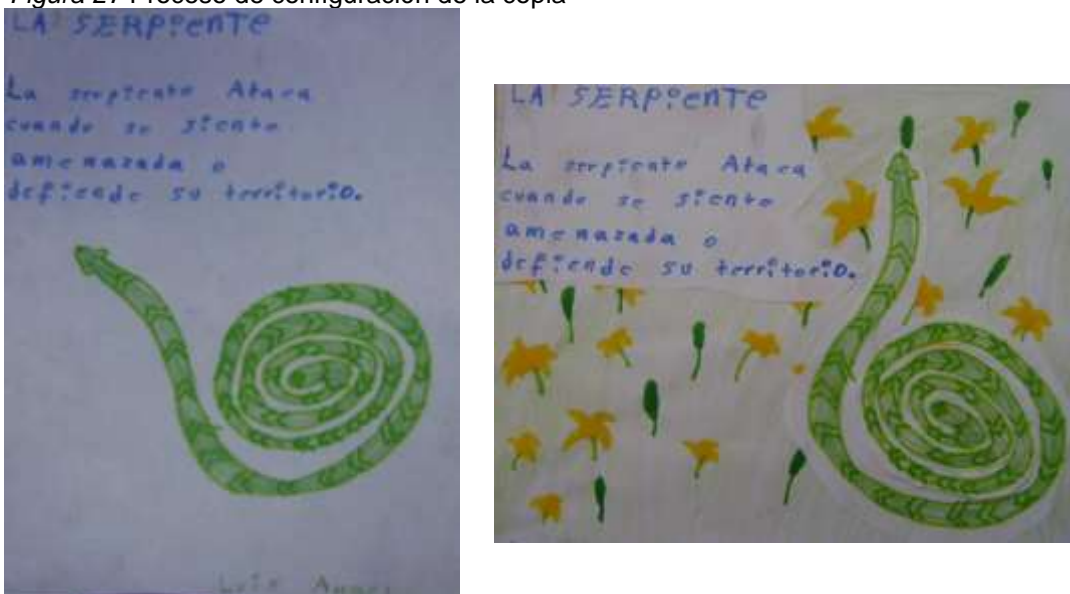 Figura 27 Proceso de configuración de la copia
LA SERPIENTE
La serpiente Ataca
cuando se siente
amenazada o
defiende su territorio.
Luis
LA SERPIENTE
La serpiente Ataca
cuando se siente
amenazada o
defiende su territorio.